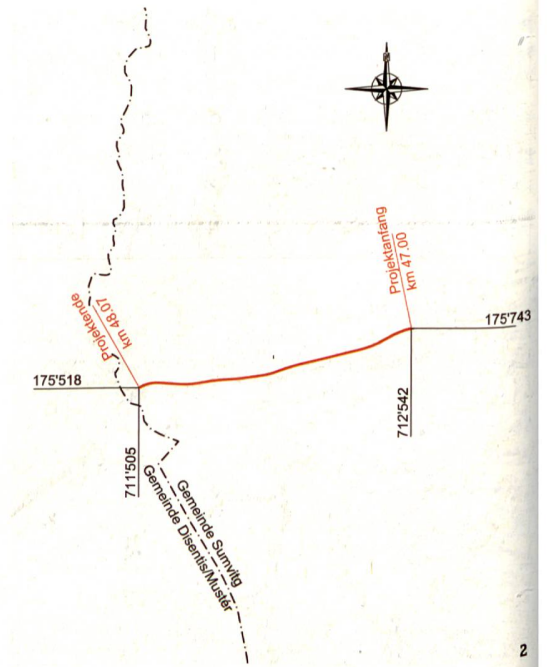 Projektende
km 48.07
Projektanfang
km 47.00
175'518
175'743
711'505
712'542
Gemeinde Sumvitg
Gemeinde Disentis/Mustér
2